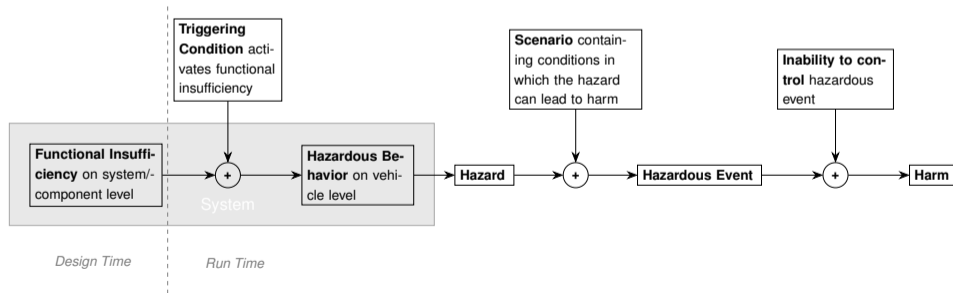 Triggering
Condition acti-
vates functional
insufficiency
Scenario contain-
ing conditions in
which the hazard
can lead to harm
Inability to con-
trol hazardous
event
Functional Insuffi-
ciency on system/-
component level
+
Hazardous Be-
havior on vehi-
cle level
System
Hazard
+
Hazardous Event
+
Harm
Design Time
Run Time